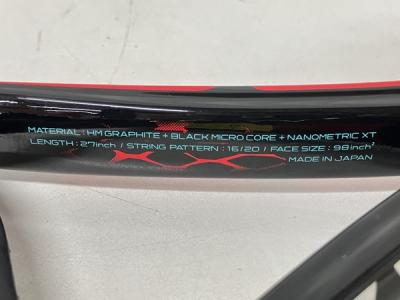 MATERIAL : HM GRAPHITE + BLACK MICRO CORE + NANOMETRIC XT
LENGTH : 27inch / STRING PATTERN : 16/20 / FACE SIZE : 98inch²
MADE IN JAPAN